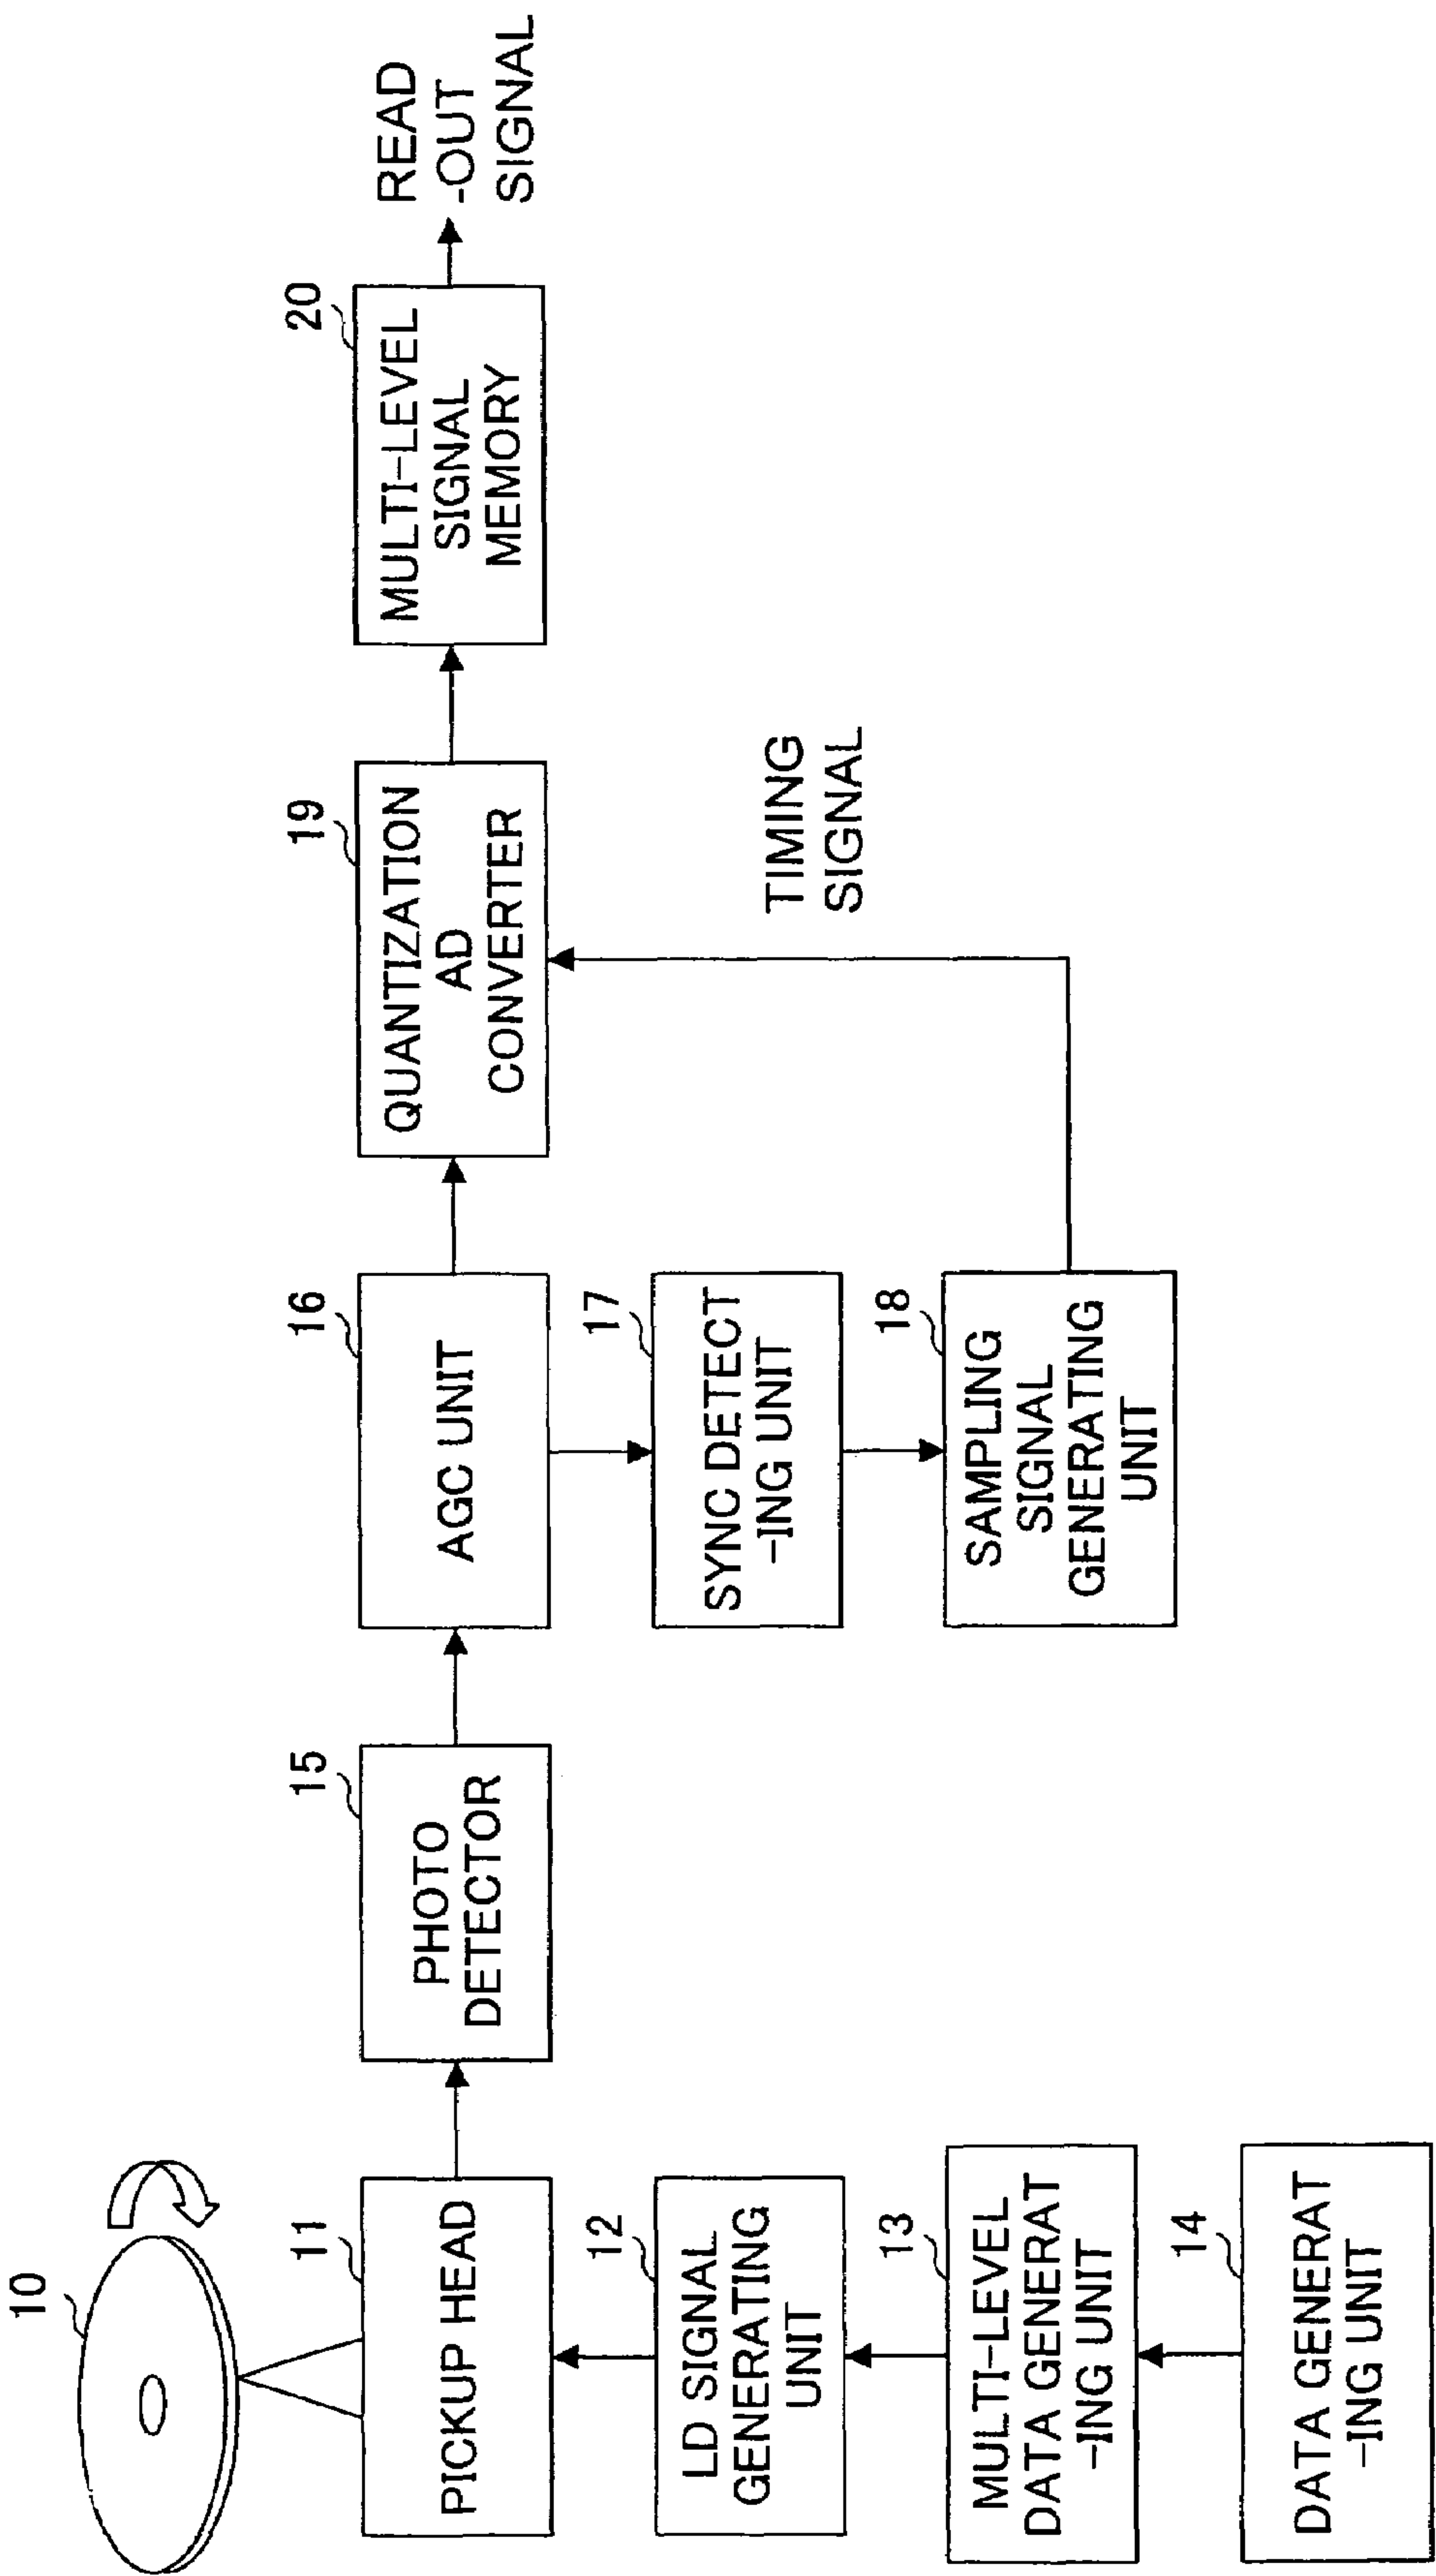 10
11
PICKUP HEAD
12
LD SIGNAL
GENERATING
UNIT
13
MULTI-LEVEL
DATA GENERAT
-ING UNIT
14
DATA GENERAT
-ING UNIT
15
PHOTO
DETECTOR
16
AGC UNIT
17
SYNC DETECT
-ING UNIT
18
SAMPLING
SIGNAL
GENERATING
UNIT
19
QUANTIZATION
AD
CONVERTER
TIMING
SIGNAL
20
MULTI-LEVEL
SIGNAL
MEMORY
READ
-OUT
SIGNAL